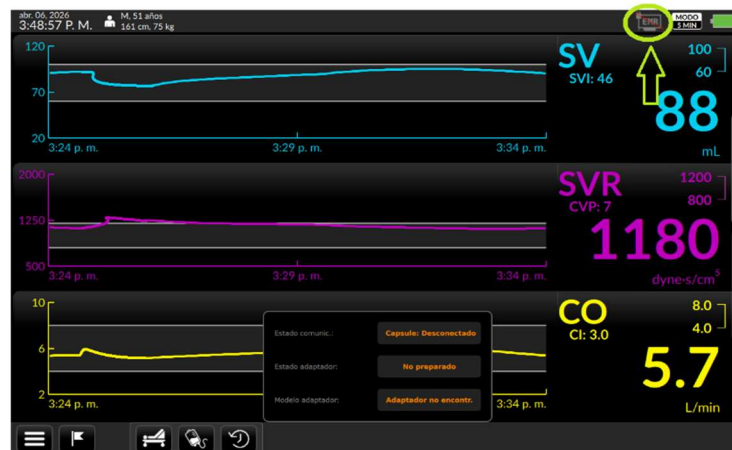 abr. 06, 2026
3:48:57 P. M.
M, 51 años
161 cm, 75 kg
EMR
MODO
5 MIN
120
70
20
3:24 p. m.
3:29 p. m.
3:34 p. m.
SV
SVI: 46
100
60
88
mL
2000
1250
500
3:24 p. m.
3:29 p. m.
3:34 p. m.
SVR
CVP: 7
1200
800
1180
dyne·s/cm⁵
10
6
2
3:24 p. m.
3:34 p. m.
CO
CI: 3.0
8.0
4.0
5.7
L/min
Estado comunic.:
Capsule: Desconectado
Estado adaptador:
No preparado
Modelo adaptador:
Adaptador no encontr.